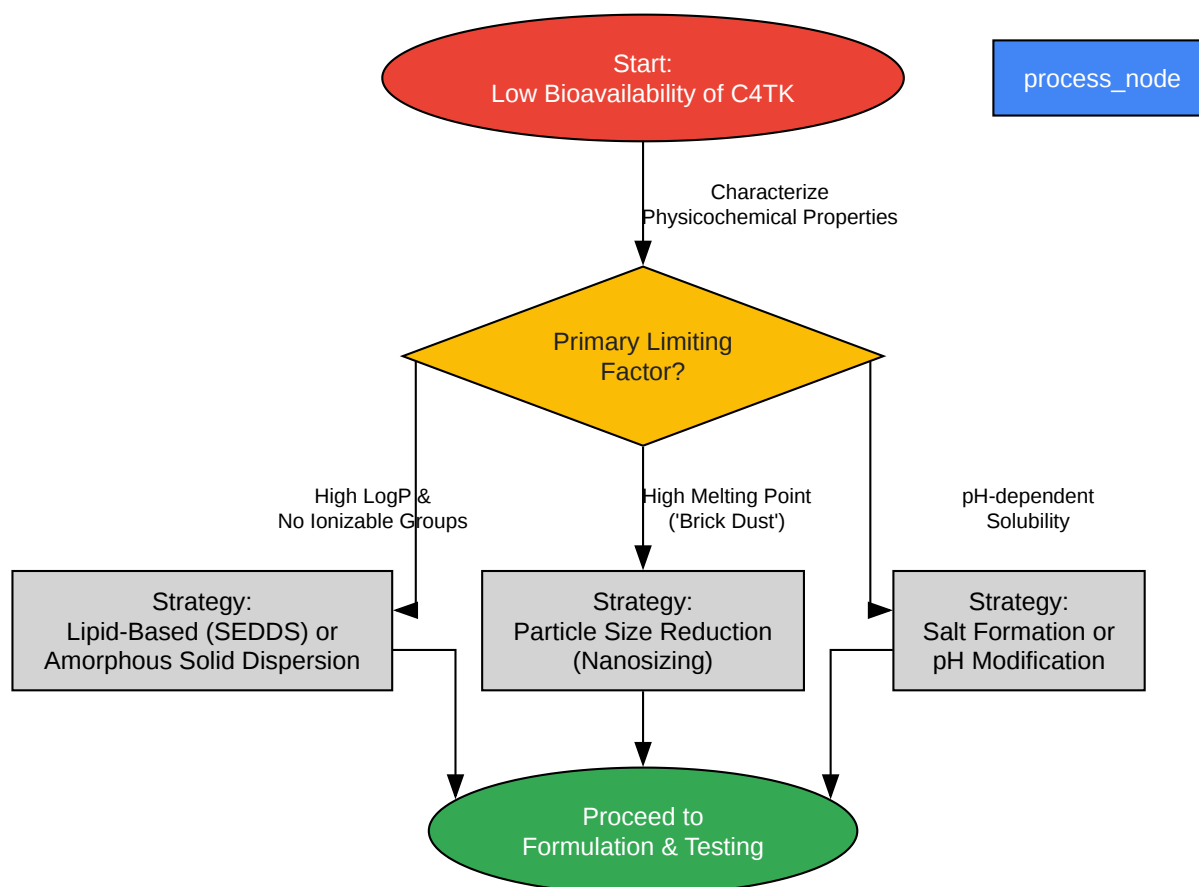 Start:
Low Bioavailability of C4TK
process_node
Characterize
Physicochemical Properties
Primary Limiting
Factor?
High LogP &
No Ionizable Groups
High Melting Point
('Brick Dust')
pH-dependent
Solubility
Strategy:
Lipid-Based (SEDDS) or
Amorphous Solid Dispersion
Strategy:
Particle Size Reduction
(Nanosizing)
Strategy:
Salt Formation or
pH Modification
Proceed to
Formulation & Testing